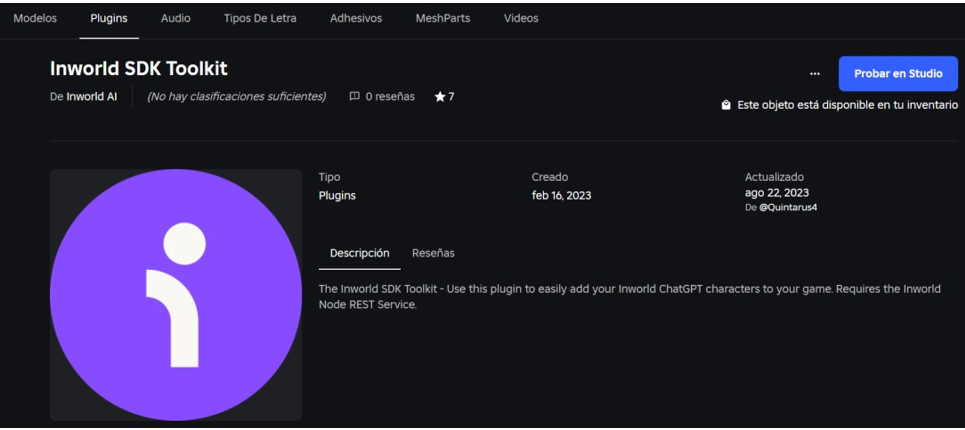 Modelos Plugins Audio Tipos De Letra Adhesivos MeshParts Videos
Inworld SDK Toolkit
De Inworld AI (No hay clasificaciones suficientes) 0 reseñas 7
... Probar en Studio
Este objeto está disponible en tu inventario
Tipo Creado Actualizado
Plugins feb 16, 2023 ago 22, 2023
De @Quintarus4
Descripción Reseñas
The Inworld SDK Toolkit - Use this plugin to easily add your Inworld ChatGPT characters to your game. Requires the Inworld
Node REST Service.